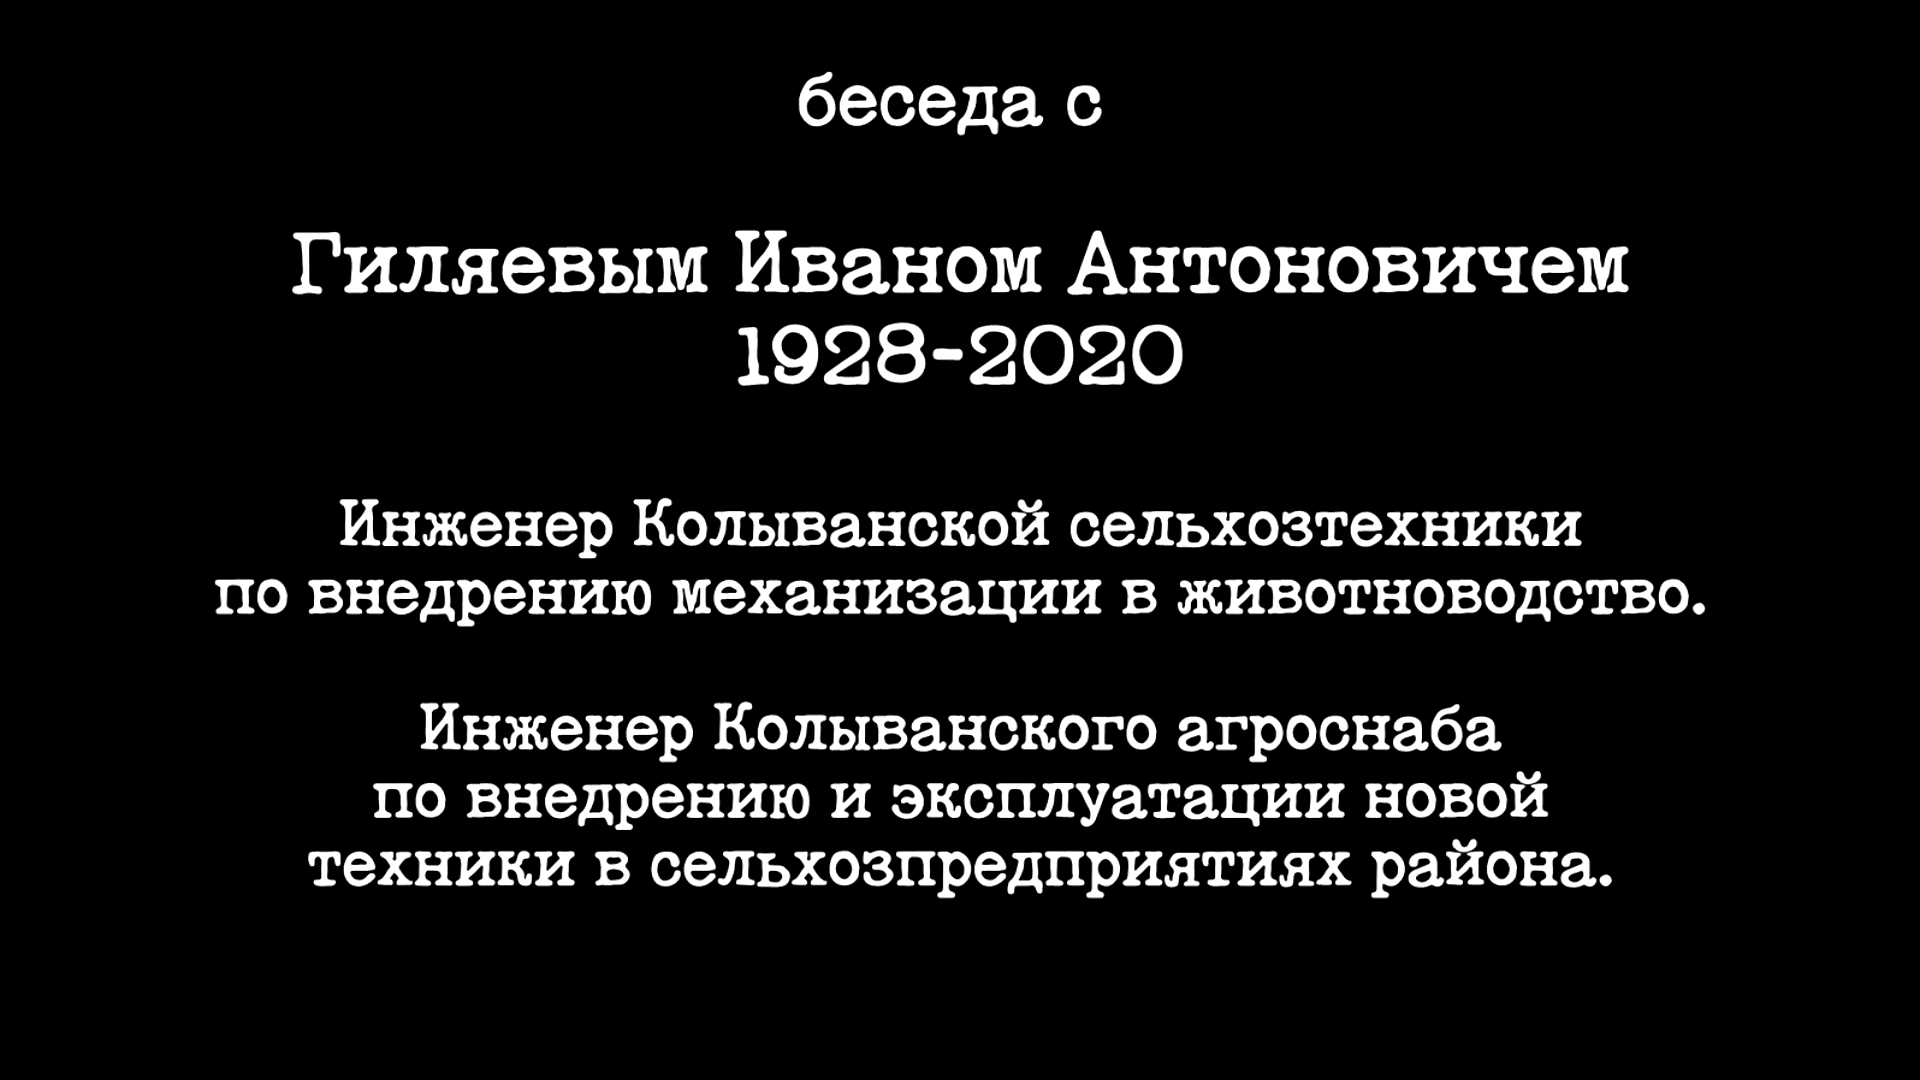 беседа с
Гиляевым Иваном Антоновичем
1928-2020
Инженер Колыванской сельхозтехники
по внедрению механизации в животноводство.
Инженер Колыванского агроснаба
по внедрению и эксплуатации новой
техники в сельхозпредприятиях района.